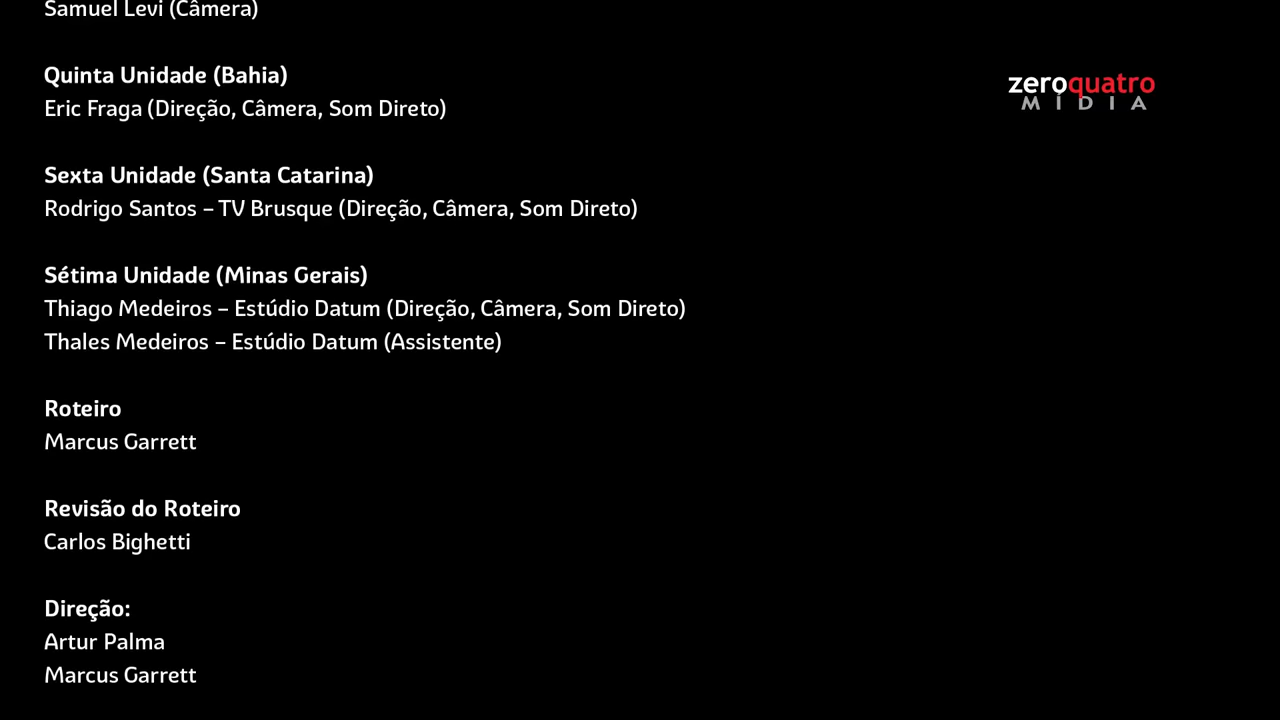 Samuel Levi (Câmera)
Quinta Unidade (Bahia)
Eric Fraga (Direção, Câmera, Som Direto)
zeroquatro
MÍDIA
Sexta Unidade (Santa Catarina)
Rodrigo Santos – TV Brusque (Direção, Câmera, Som Direto)
Sétima Unidade (Minas Gerais)
Thiago Medeiros – Estúdio Datum (Direção, Câmera, Som Direto)
Thales Medeiros – Estúdio Datum (Assistente)
Roteiro
Marcus Garrett
Revisão do Roteiro
Carlos Bighetti
Direção:
Artur Palma
Marcus Garrett